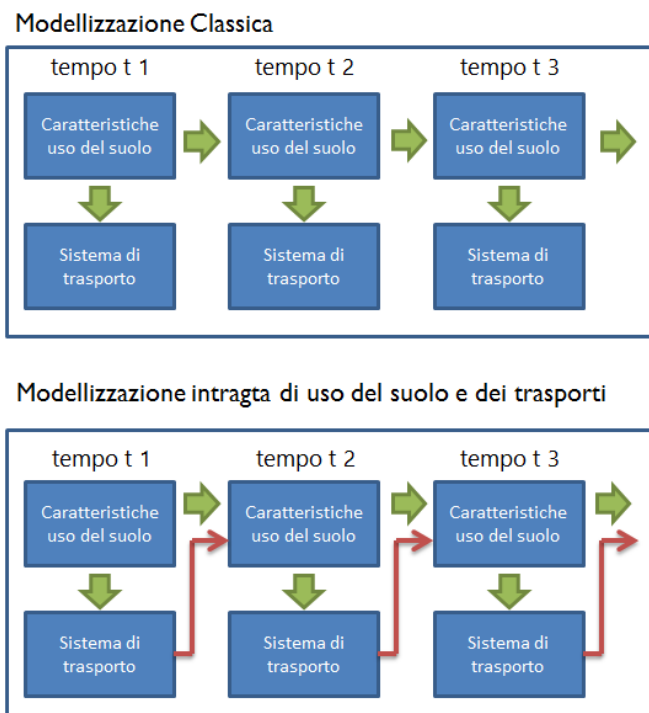 Modellizzazione Classica
tempo t 1
tempo t 2
tempo t 3
Caratteristiche
uso del suolo
Caratteristiche
uso del suolo
Caratteristiche
uso del suolo
Sistema di
trasporto
Sistema di
trasporto
Sistema di
trasporto
Modellizzazione intragta di uso del suolo e dei trasporti
tempo t 1
tempo t 2
tempo t 3
Caratteristiche
uso del suolo
Caratteristiche
uso del suolo
Caratteristiche
uso del suolo
Sistema di
trasporto
Sistema di
trasporto
Sistema di
trasporto